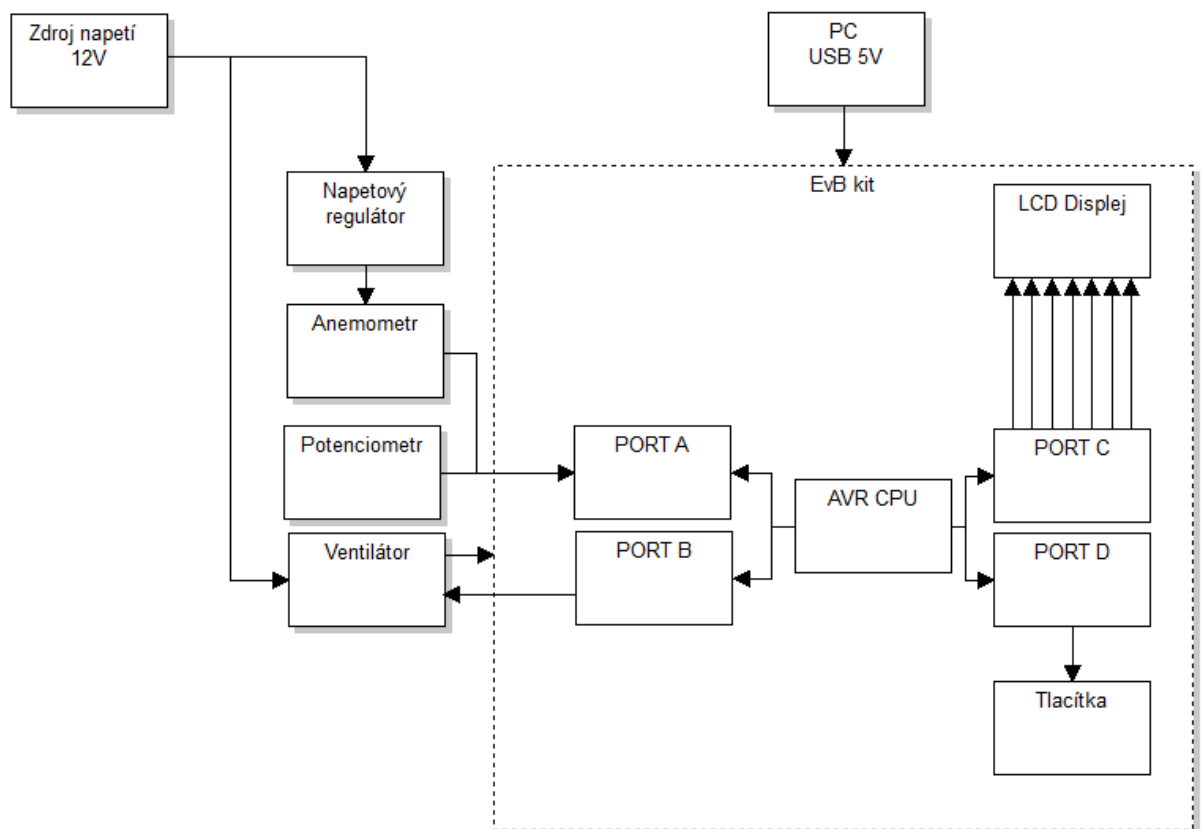 Zdroj napetí
12V
PC
USB 5V
Napetový
regulátor
EvB kit
LCD Displej
Anemometr
Potenciometr
PORT A
PORT C
AVR CPU
Ventilátor
PORT B
PORT D
Tlacítka